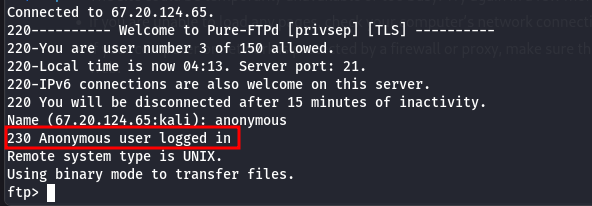 Connected to 67.20.124.65.
220---------- Welcome to Pure-FTPd [privsep] [TLS] ----------
220-You are user number 3 of 150 allowed.
220-Local time is now 04:13. Server port: 21.
220-IPv6 connections are also welcome on this server.
220 You will be disconnected after 15 minutes of inactivity.
Name (67.20.124.65:kali): anonymous
230 Anonymous user logged in
Remote system type is UNIX.
Using binary mode to transfer files.
ftp>